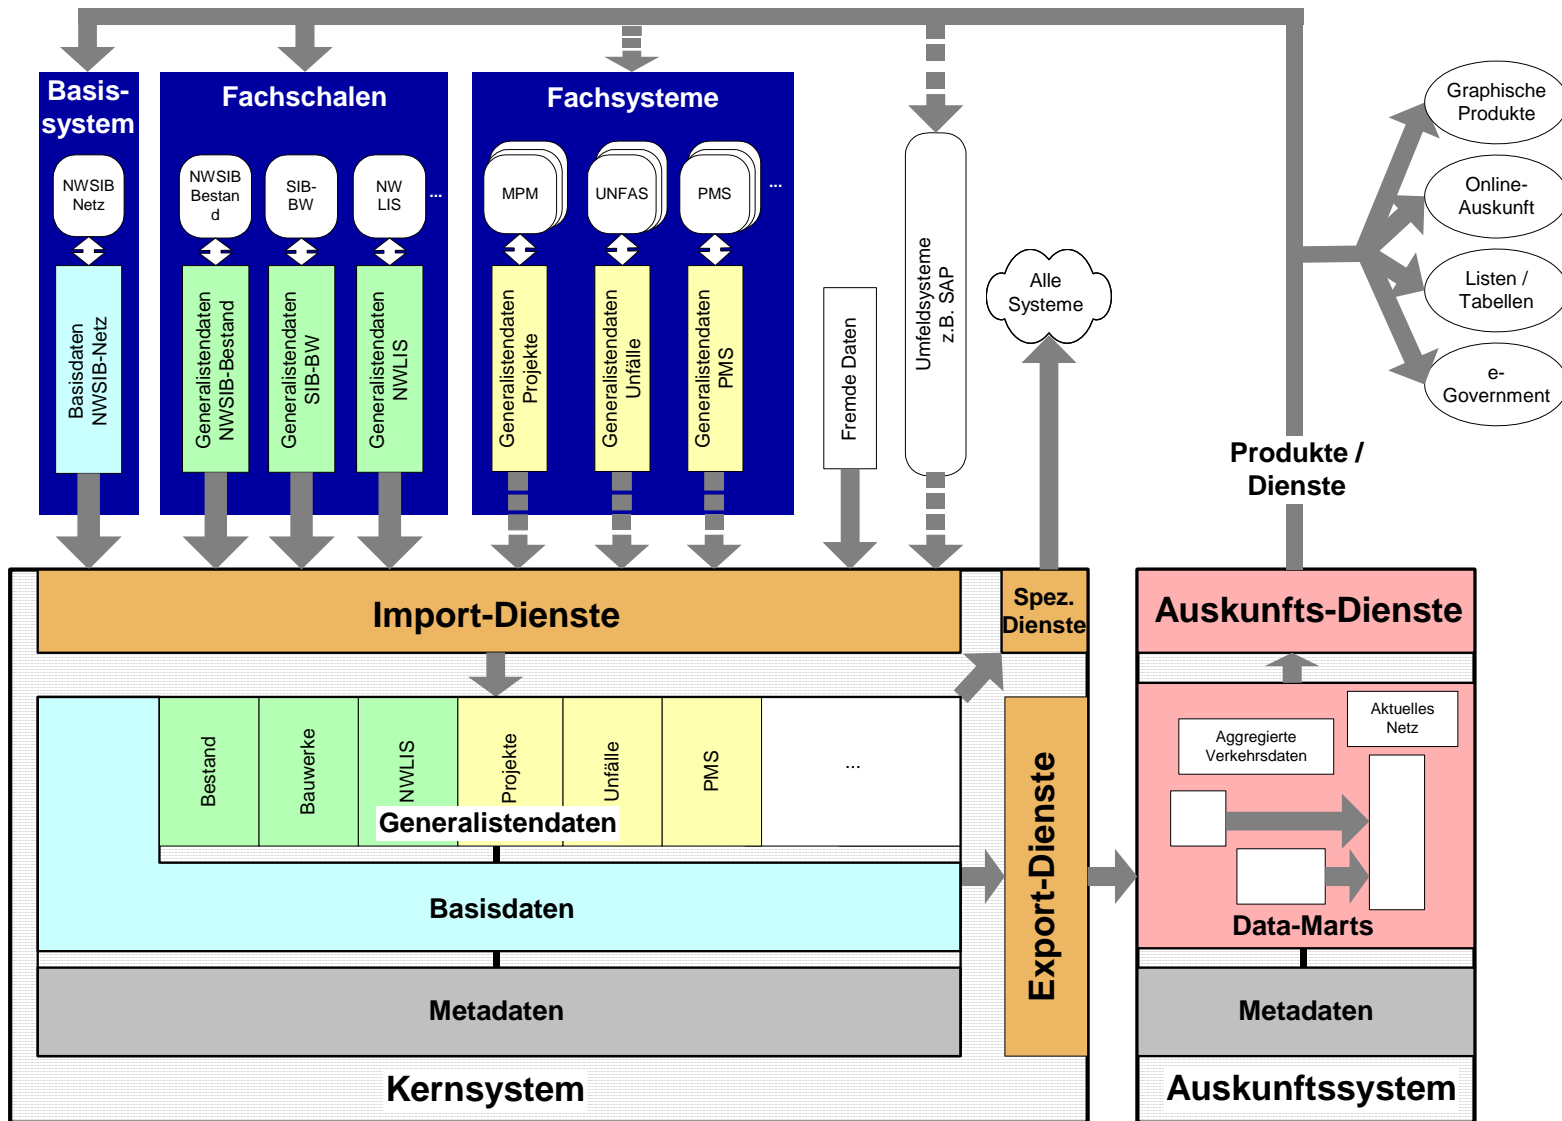 Basis-
system
Fachschalen
Fachsysteme
NWSIB
Netz
NWSIB
Bestan
d
SIB-
BW
NW
LIS
...
MPM
UNFAS
PMS
...
Basisdaten
NWSIB-Netz
Generalistendaten
NWSIB-Bestand
Generalistendaten
SIB-BW
Generalistendaten
NWLIS
Generalistendaten
Projekte
Generalistendaten
Unfälle
Generalistendaten
PMS
Fremde Daten
Umfeldsysteme
z.B. SAP
Alle
Systeme
Graphische
Produkte
Online-
Auskunft
Listen /
Tabellen
e-
Government
Produkte /
Dienste
Import-Dienste
Spez.
Dienste
Auskunfts-Dienste
Bestand
Bauwerke
NWLIS
Projekte
Unfälle
PMS
...
Generalistendaten
Basisdaten
Metadaten
Kernsystem
Export-Dienste
Aktuelles
Netz
Aggregierte
Verkehrsdaten
Data-Marts
Metadaten
Auskunftssystem